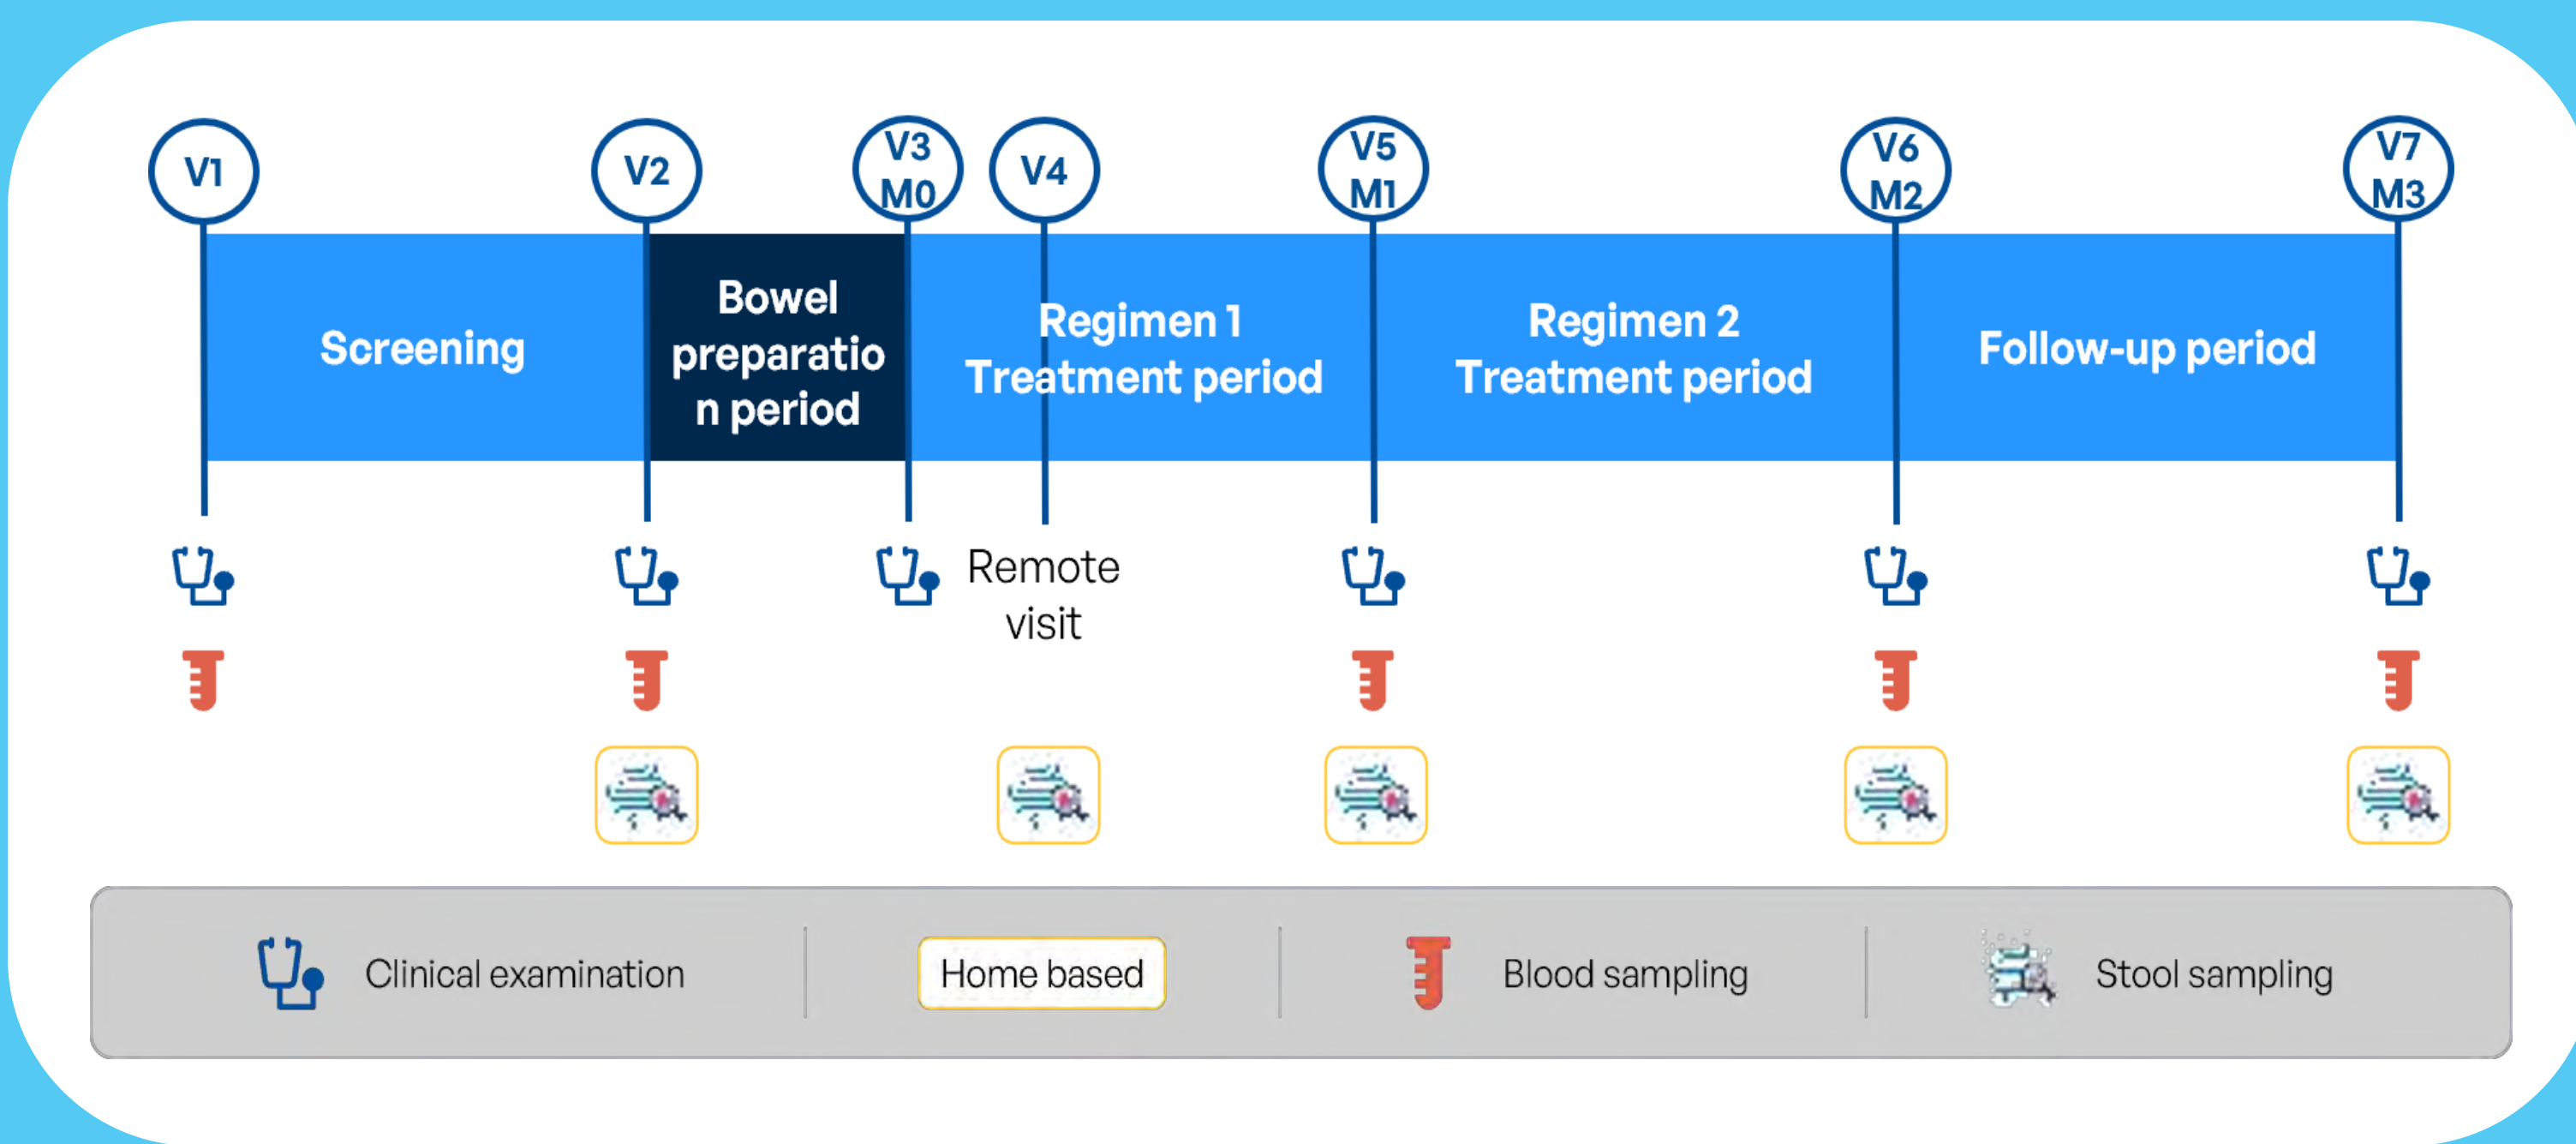 V1
V2
V3
M0
V4
V5
M1
V6
M2
V7
M3
Screening
Bowel
preparatio
n period
Regimen 1
Treatment period
Regimen 2
Treatment period
Follow-up period
Remote
visit
Clinical examination
Home based
Blood sampling
Stool sampling